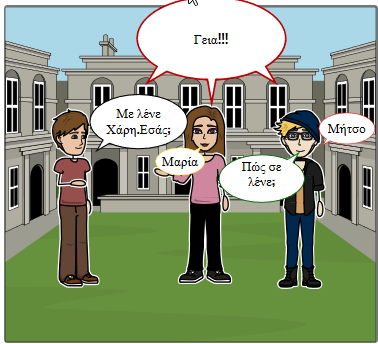 Γεια!!!
Με λένε
Χάρη.Εσάς;
Μαρία
Πώς σε
λένε;
Μήτσο